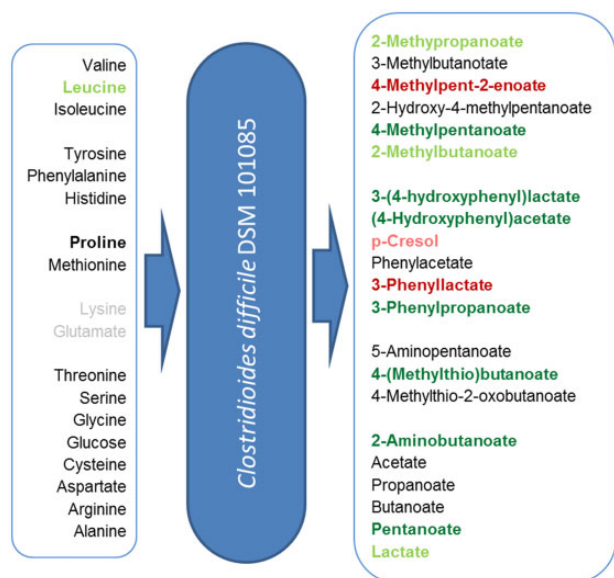 Valine
Leucine
Isoleucine
Tyrosine
Phenylalanine
Histidine
Proline
Methionine
Lysine
Glutamate
Threonine
Serine
Glycine
Glucose
Cysteine
Aspartate
Arginine
Alanine
Clostridioides difficile DSM 101085
2-Methypropanoate
3-Methylbutanotate
4-Methylpent-2-enoate
2-Hydroxy-4-methylpentanoate
4-Methylpentanoate
2-Methylbutanoate
3-(4-hydroxyphenyl)lactate
(4-Hydroxyphenyl)acetate
p-Cresol
Phenylacetate
3-Phenyllactate
3-Phenylpropanoate
5-Aminopentanoate
4-(Methylthio)butanoate
4-Methylthio-2-oxobutanoate
2-Aminobutanoate
Acetate
Propanoate
Butanoate
Pentanoate
Lactate